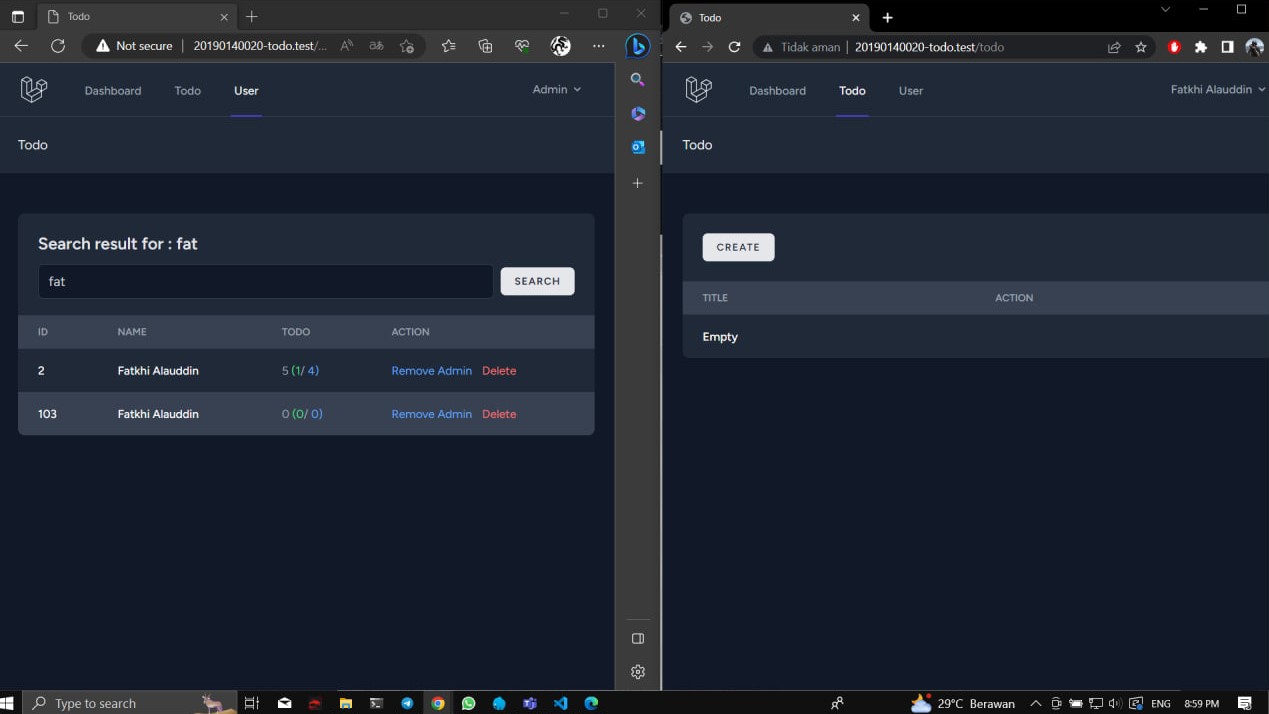 Todo
Not secure 20190140020-todo.test/...
Dashboard Todo User Admin
Todo
Search result for : fat
fat SEARCH
ID NAME TODO ACTION
2 Fatkhi Alauddin 5 (1/ 4) Remove Admin Delete
103 Fatkhi Alauddin 0 (0/ 0) Remove Admin Delete
Todo
Tidak aman 20190140020-todo.test/todo
Dashboard Todo User Fatkhi Alauddin
Todo
CREATE
TITLE ACTION
Empty
Type to search 29°C Berawan ENG 8:59 PM